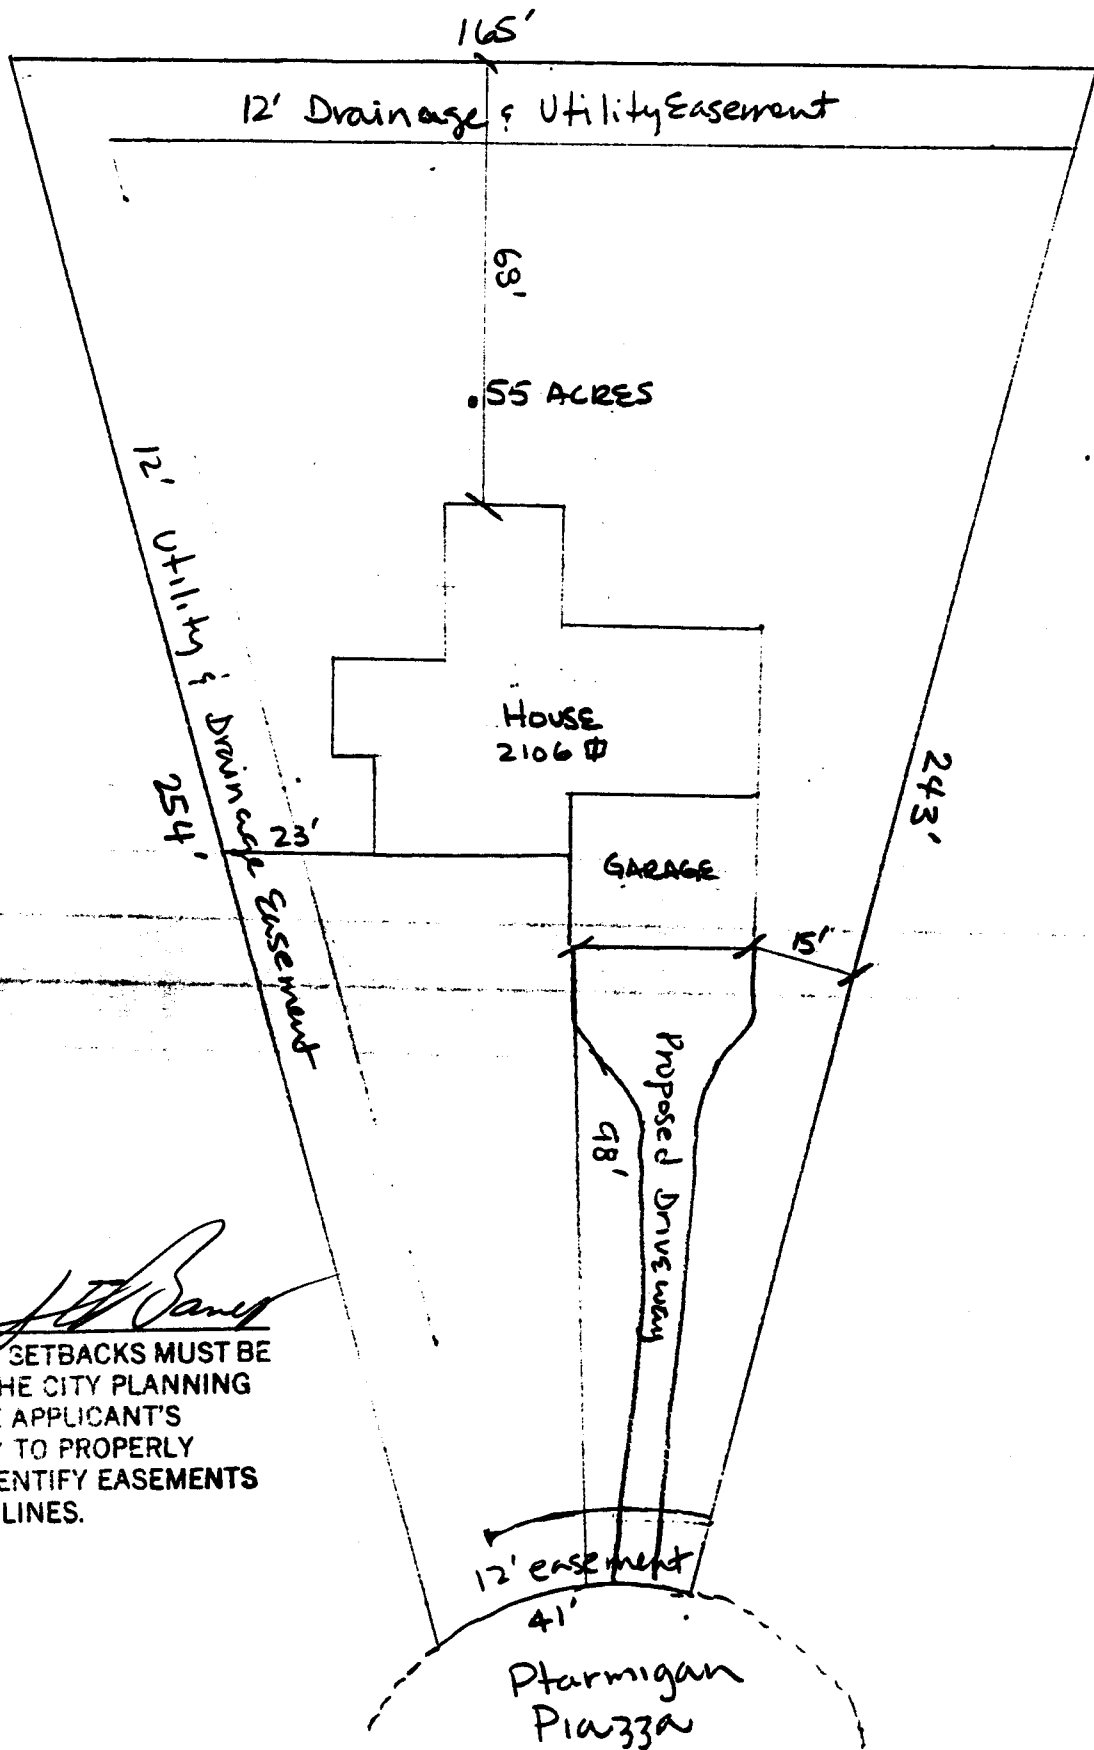 165'
12' Drainage & Utility Easement
68'
.55 ACRES
12' Utility & Drainage Easement
HOUSE
2106 ⌗
254'
243'
23'
GARAGE
15'
Proposed Driveway
98'
SETBACKS MUST BE
HE CITY PLANNING
E APPLICANT'S
Y TO PROPERLY
ENTIFY EASEMENTS
LINES.
12' easement
41'
Ptarmigan
Piazza